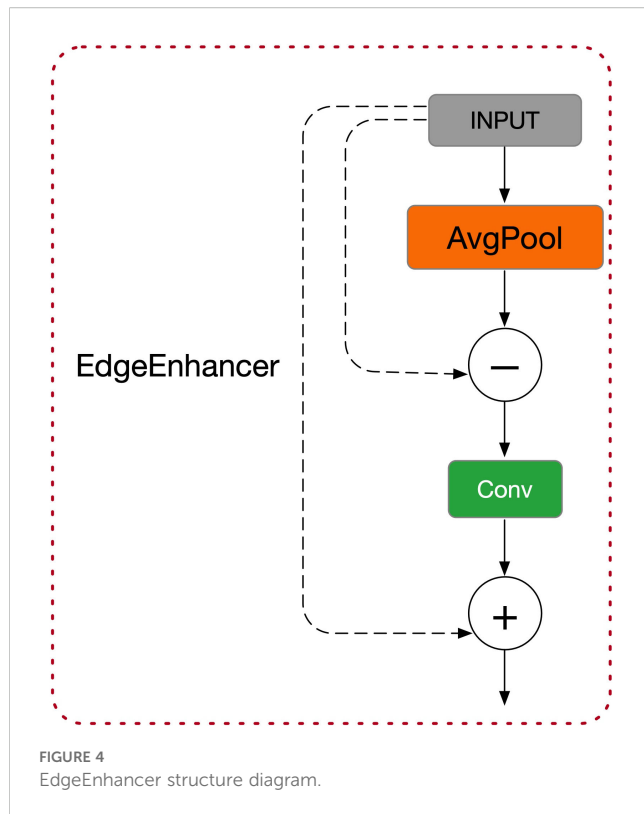 INPUT
AvgPool
−
EdgeEnhancer
Conv
+
FIGURE 4
EdgeEnhancer structure diagram.